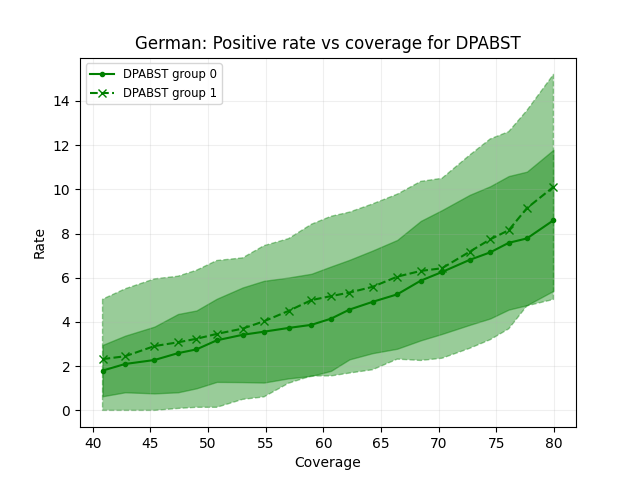 German: Positive rate vs coverage for DPABST
DPABST group 0
DPABST group 1
14
12
10
8
6
4
2
0
Rate
40 45 50 55 60 65 70 75 80
Coverage